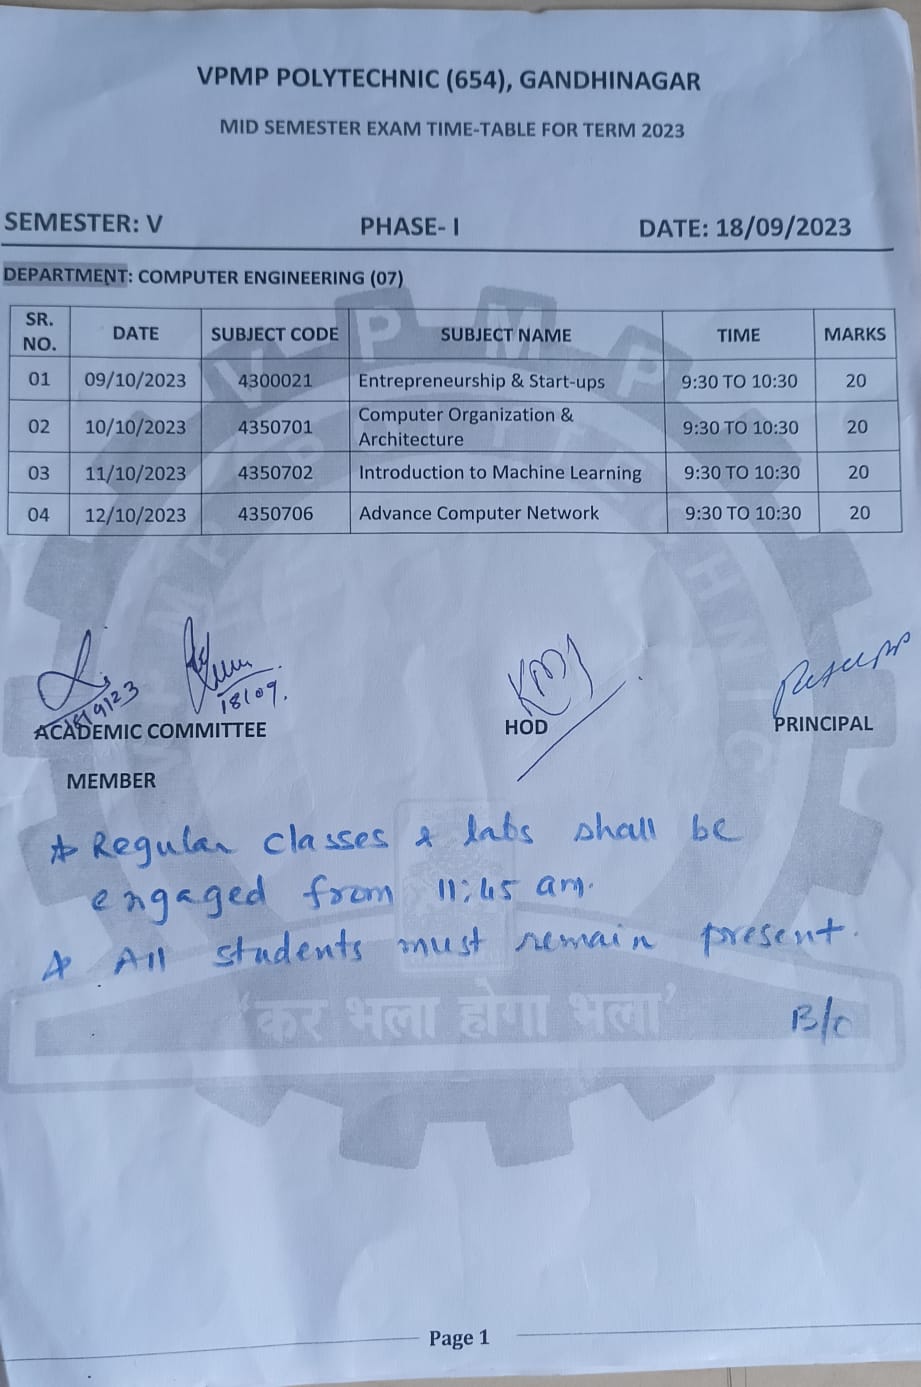 VPMP POLYTECHNIC (654), GANDHINAGAR
MID SEMESTER EXAM TIME-TABLE FOR TERM 2023
SEMESTER: V PHASE- I DATE: 18/09/2023
DEPARTMENT: COMPUTER ENGINEERING (07)
SR. NO. DATE SUBJECT CODE SUBJECT NAME TIME MARKS
01 09/10/2023 4300021 Entrepreneurship & Start-ups 9:30 TO 10:30 20
02 10/10/2023 4350701 Computer Organization & Architecture 9:30 TO 10:30 20
03 11/10/2023 4350702 Introduction to Machine Learning 9:30 TO 10:30 20
04 12/10/2023 4350706 Advance Computer Network 9:30 TO 10:30 20
18/09.
ACADEMIC COMMITTEE HOD PRINCIPAL
MEMBER
Regular classes & labs shall be
engaged from 11:45 am.
All students must remain present.
B/c
'कर भला होगा भला'
Page 1